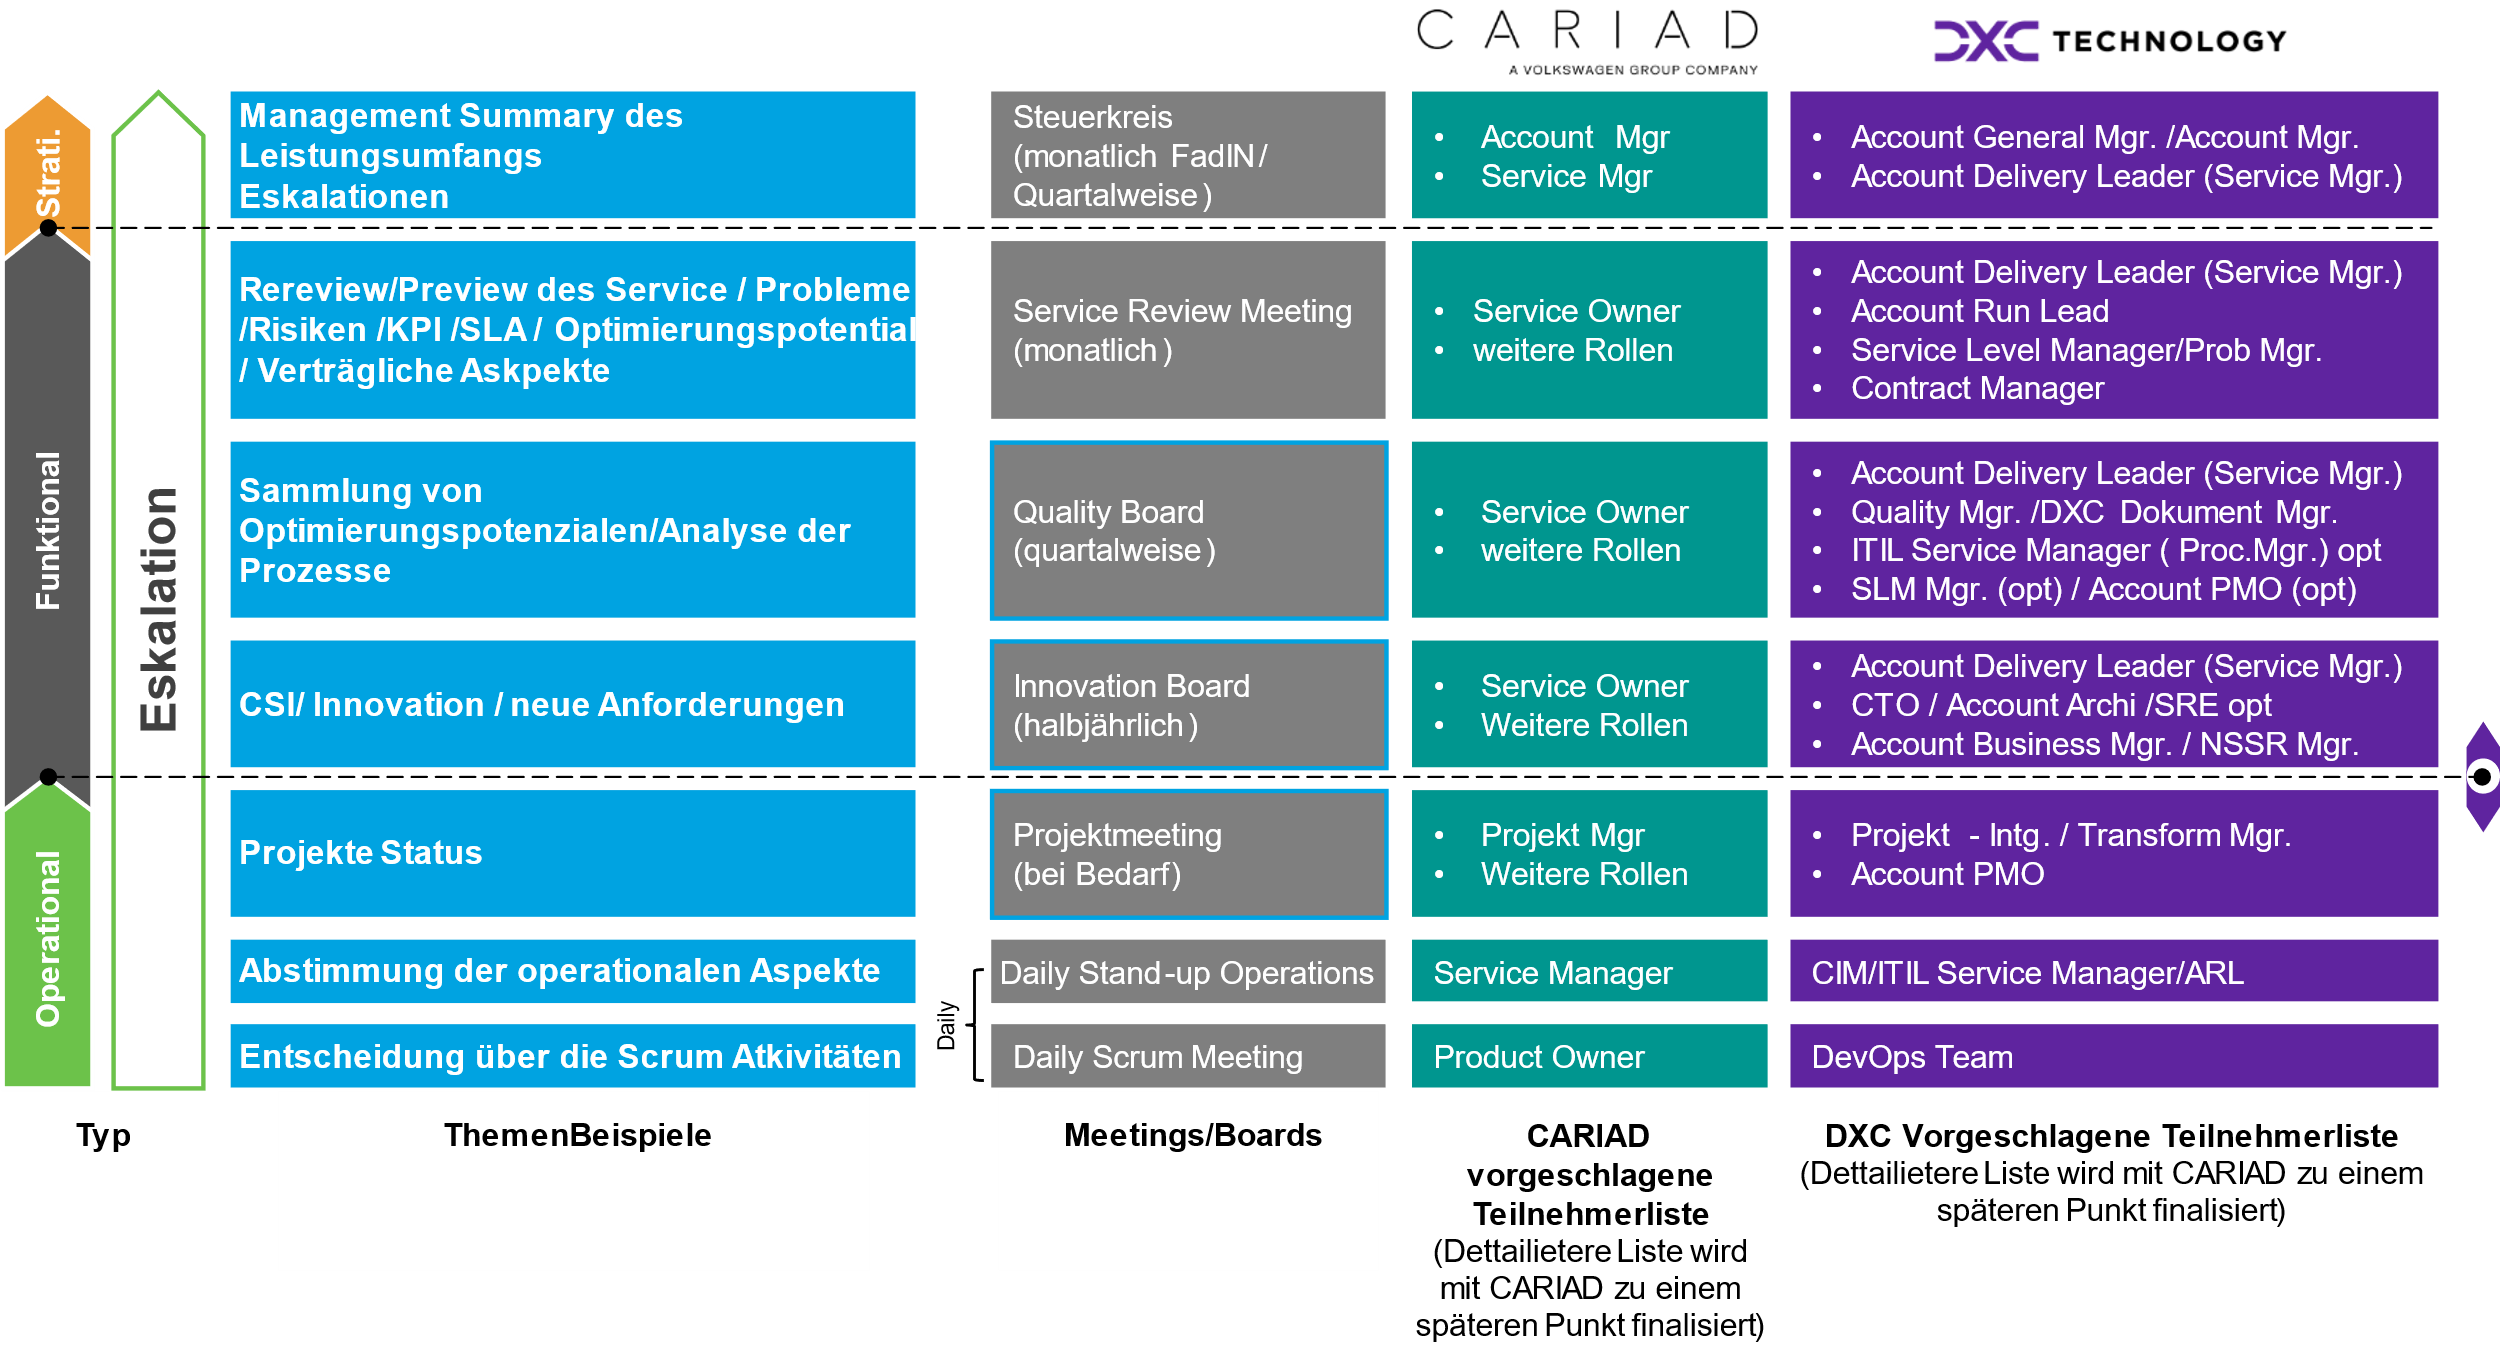 CARIAD
A VOLKSWAGEN GROUP COMPANY
DXC TECHNOLOGY
Strati.
Funktional
Operational
Eskalation
Management Summary des
Leistungsumfangs
Eskalationen
Steuerkreis
(monatlich FadIN/
Quartalweise)
• Account Mgr
• Service Mgr
• Account General Mgr. /Account Mgr.
• Account Delivery Leader (Service Mgr.)
Rereview/Preview des Service / Probleme
/Risiken /KPI /SLA / Optimierungspotential
/ Verträgliche Askpekte
Service Review Meeting
(monatlich)
• Service Owner
• weitere Rollen
• Account Delivery Leader (Service Mgr.)
• Account Run Lead
• Service Level Manager/Prob Mgr.
• Contract Manager
Sammlung von
Optimierungspotenzialen/Analyse der
Prozesse
Quality Board
(quartalweise)
• Service Owner
• weitere Rollen
• Account Delivery Leader (Service Mgr.)
• Quality Mgr. /DXC Dokument Mgr.
• ITIL Service Manager ( Proc.Mgr.) opt
• SLM Mgr. (opt) / Account PMO (opt)
CSI/ Innovation / neue Anforderungen
Innovation Board
(halbjährlich)
• Service Owner
• Weitere Rollen
• Account Delivery Leader (Service Mgr.)
• CTO / Account Archi /SRE opt
• Account Business Mgr. / NSSR Mgr.
Projekte Status
Projektmeeting
(bei Bedarf)
• Projekt Mgr
• Weitere Rollen
• Projekt - Intg. / Transform Mgr.
• Account PMO
Abstimmung der operationalen Aspekte
Daily
Daily Stand-up Operations
Service Manager
CIM/ITIL Service Manager/ARL
Entscheidung über die Scrum Atkivitäten
Daily Scrum Meeting
Product Owner
DevOps Team
Typ
ThemenBeispiele
Meetings/Boards
CARIAD
vorgeschlagene
Teilnehmerliste
(Dettailietere Liste wird
mit CARIAD zu einem
späteren Punkt finalisiert)
DXC Vorgeschlagene Teilnehmerliste
(Dettailietere Liste wird mit CARIAD zu einem
späteren Punkt finalisiert)